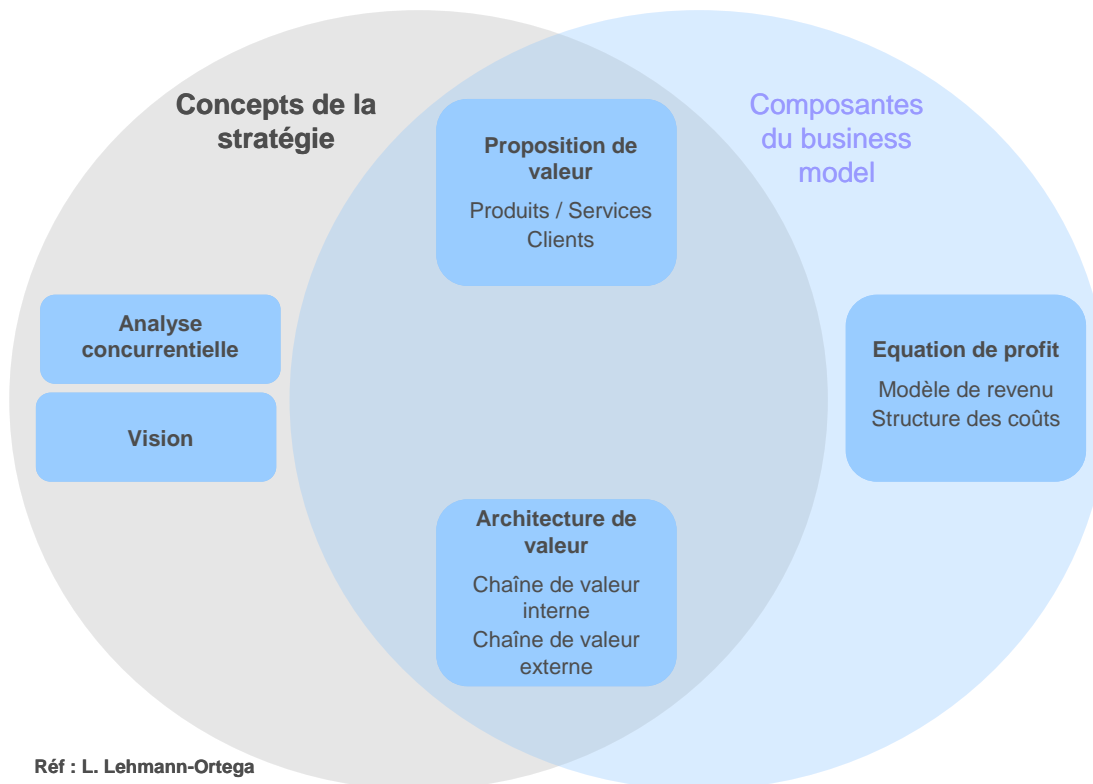 Concepts de la
stratégie
Composantes
du business
model
Proposition de
valeur
Produits / Services
Clients
Analyse
concurrentielle
Vision
Equation de profit
Modèle de revenu
Structure des coûts
Architecture de
valeur
Chaîne de valeur
interne
Chaîne de valeur
externe
Réf : L. Lehmann-Ortega